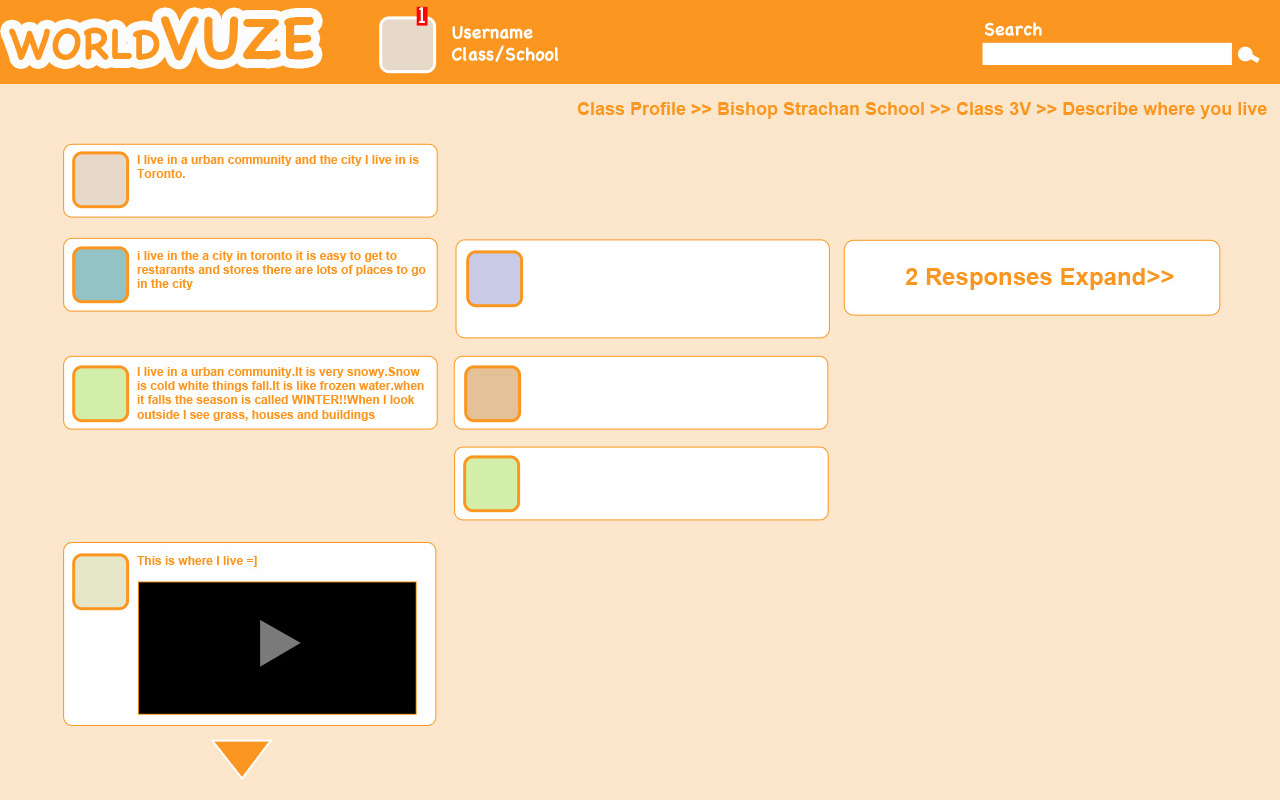 WORLDVUZE
1
Username
Class/School
Search
Class Profile >> Bishop Strachan School >> Class 3V >> Describe where you live
I live in a urban community and the city I live in is
Toronto.
i live in the a city in toronto it is easy to get to
restarants and stores there are lots of places to go
in the city
2 Responses Expand>>
I live in a urban community.It is very snowy.Snow
is cold white things fall.It is like frozen water.when
it falls the season is called WINTER!!When I look
outside I see grass, houses and buildings
This is where I live =]